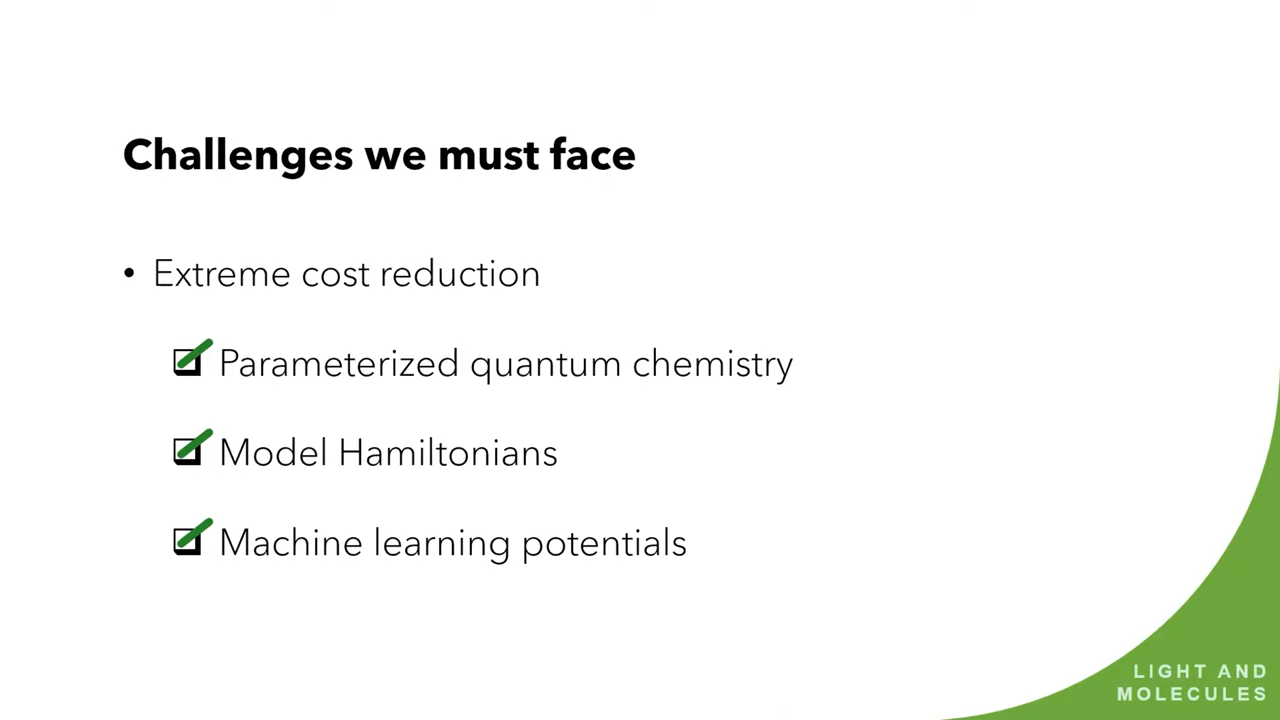 Challenges we must face
• Extreme cost reduction
Parameterized quantum chemistry
Model Hamiltonians
Machine learning potentials
LIGHT AND
MOLECULES